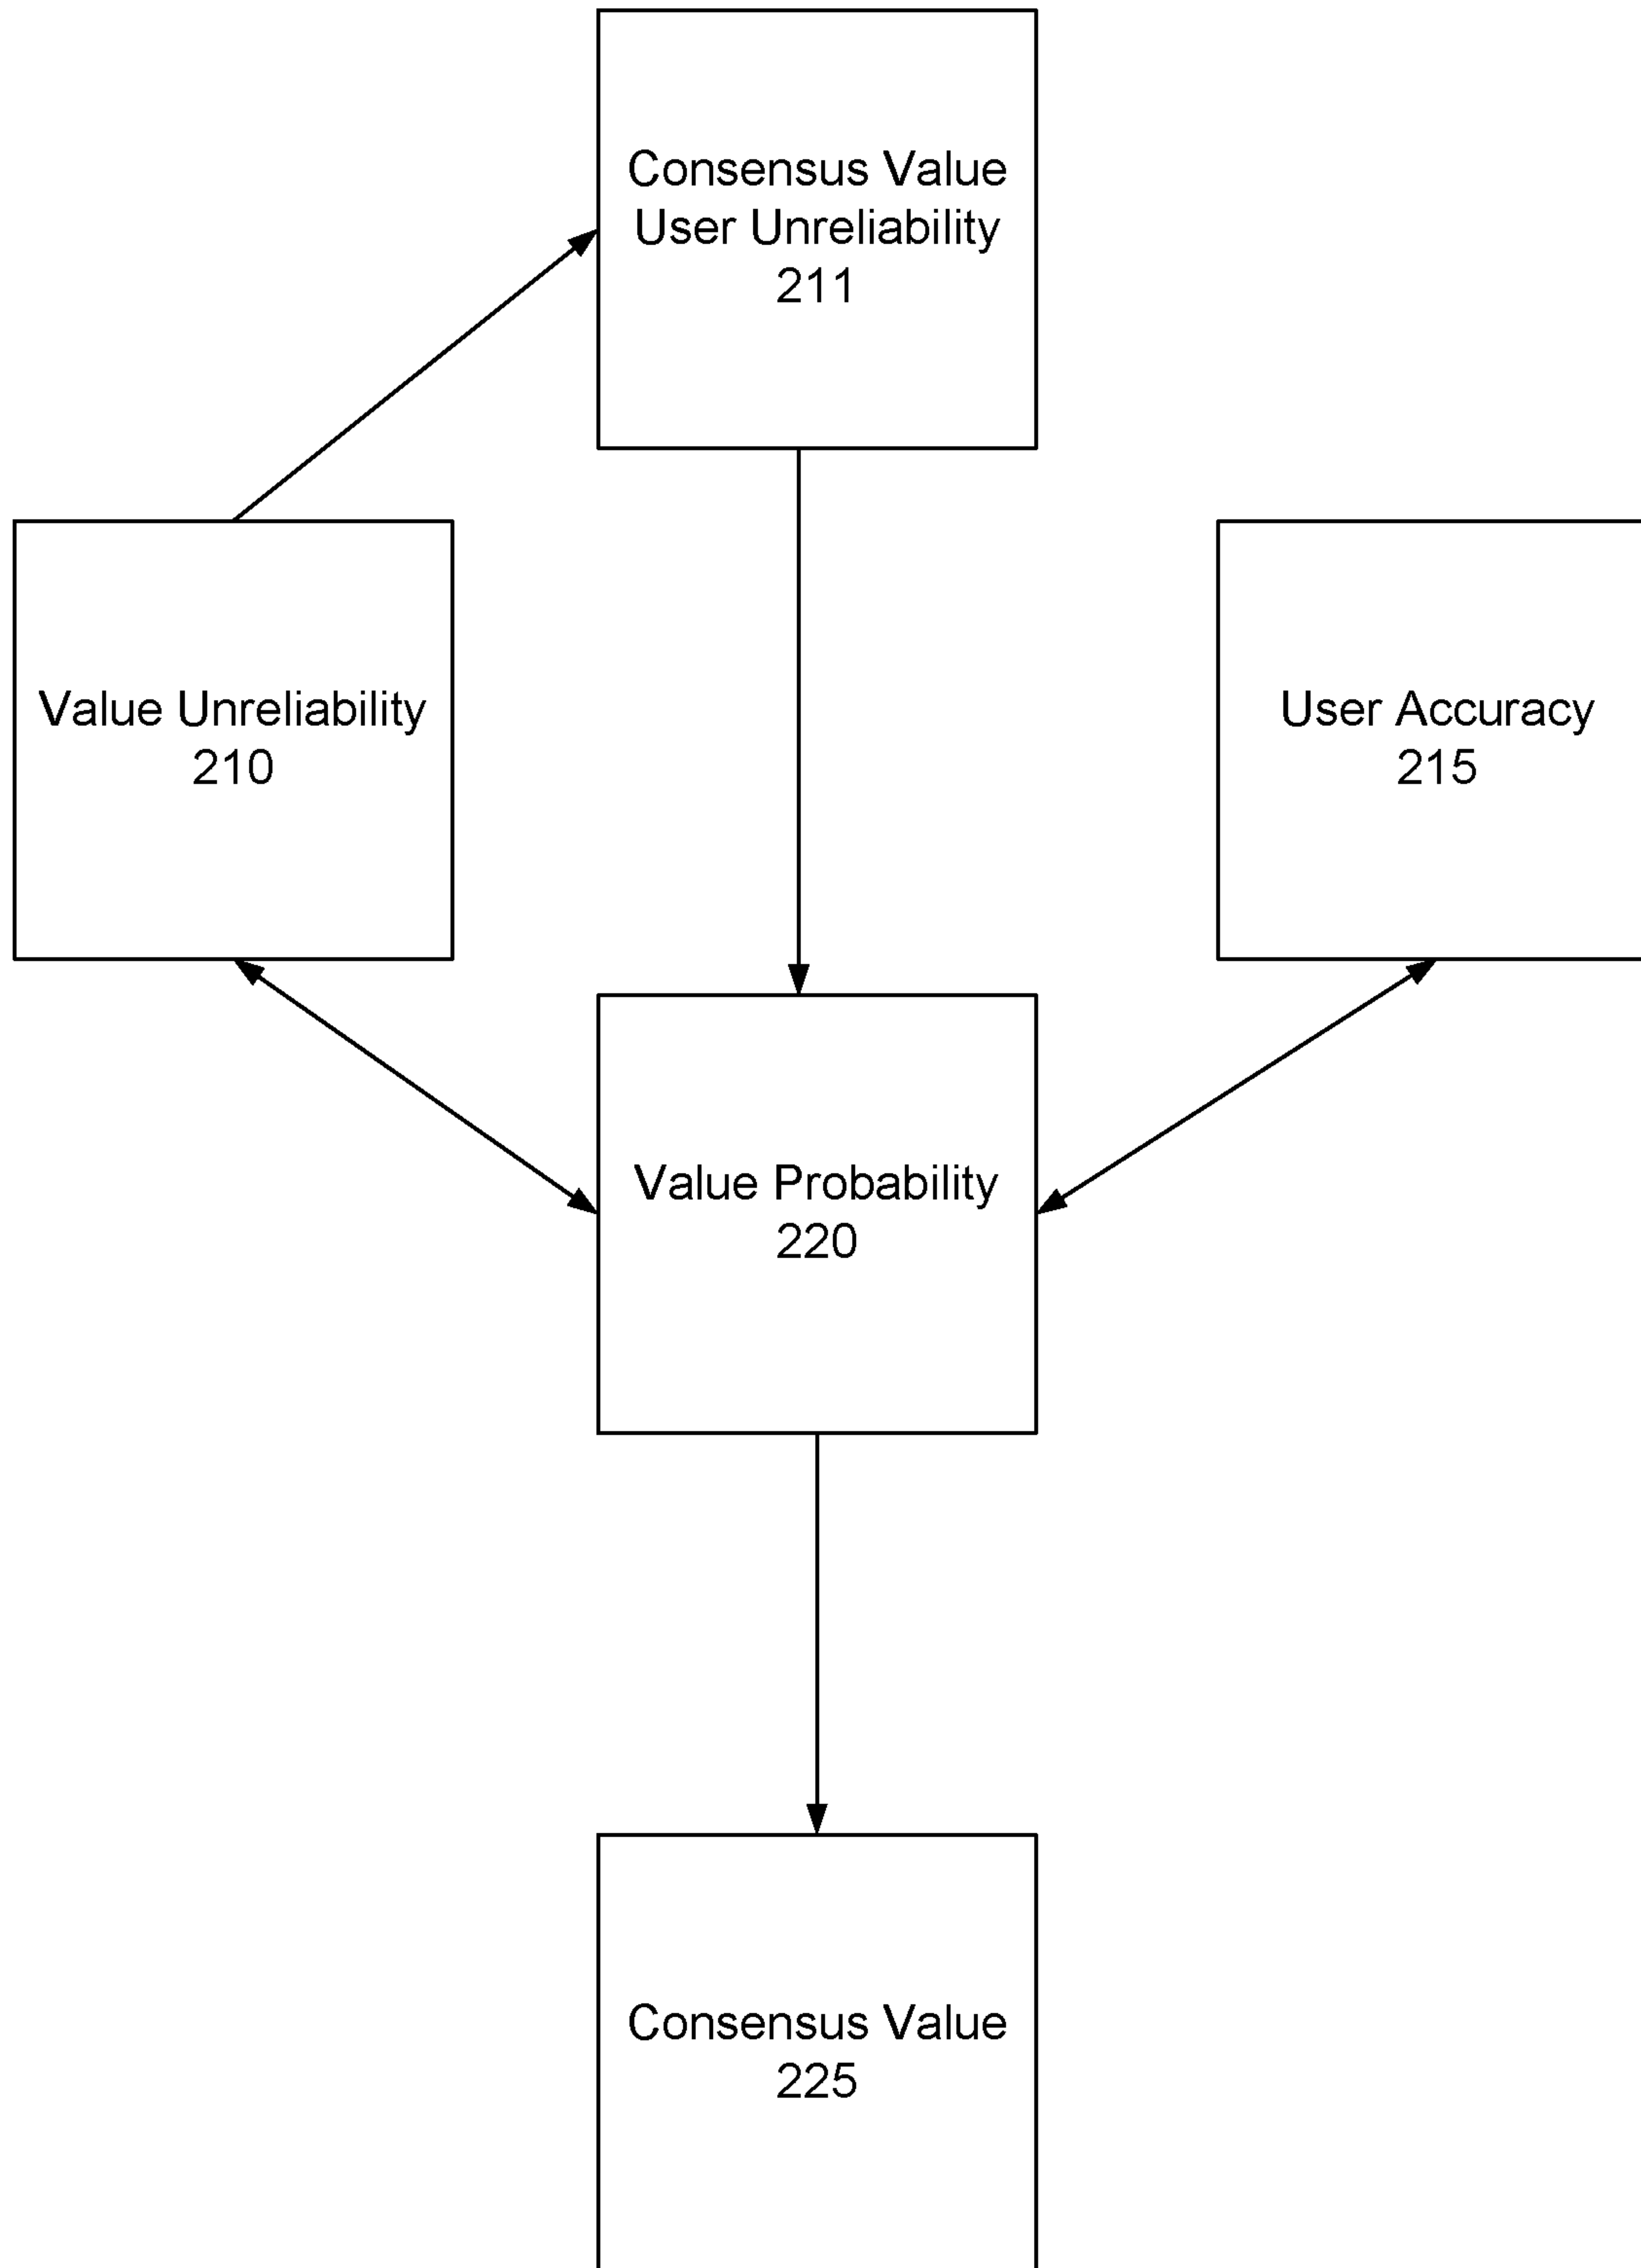 Consensus Value
User Unreliability
211
Value Unreliability
210
User Accuracy
215
Value Probability
220
Consensus Value
225